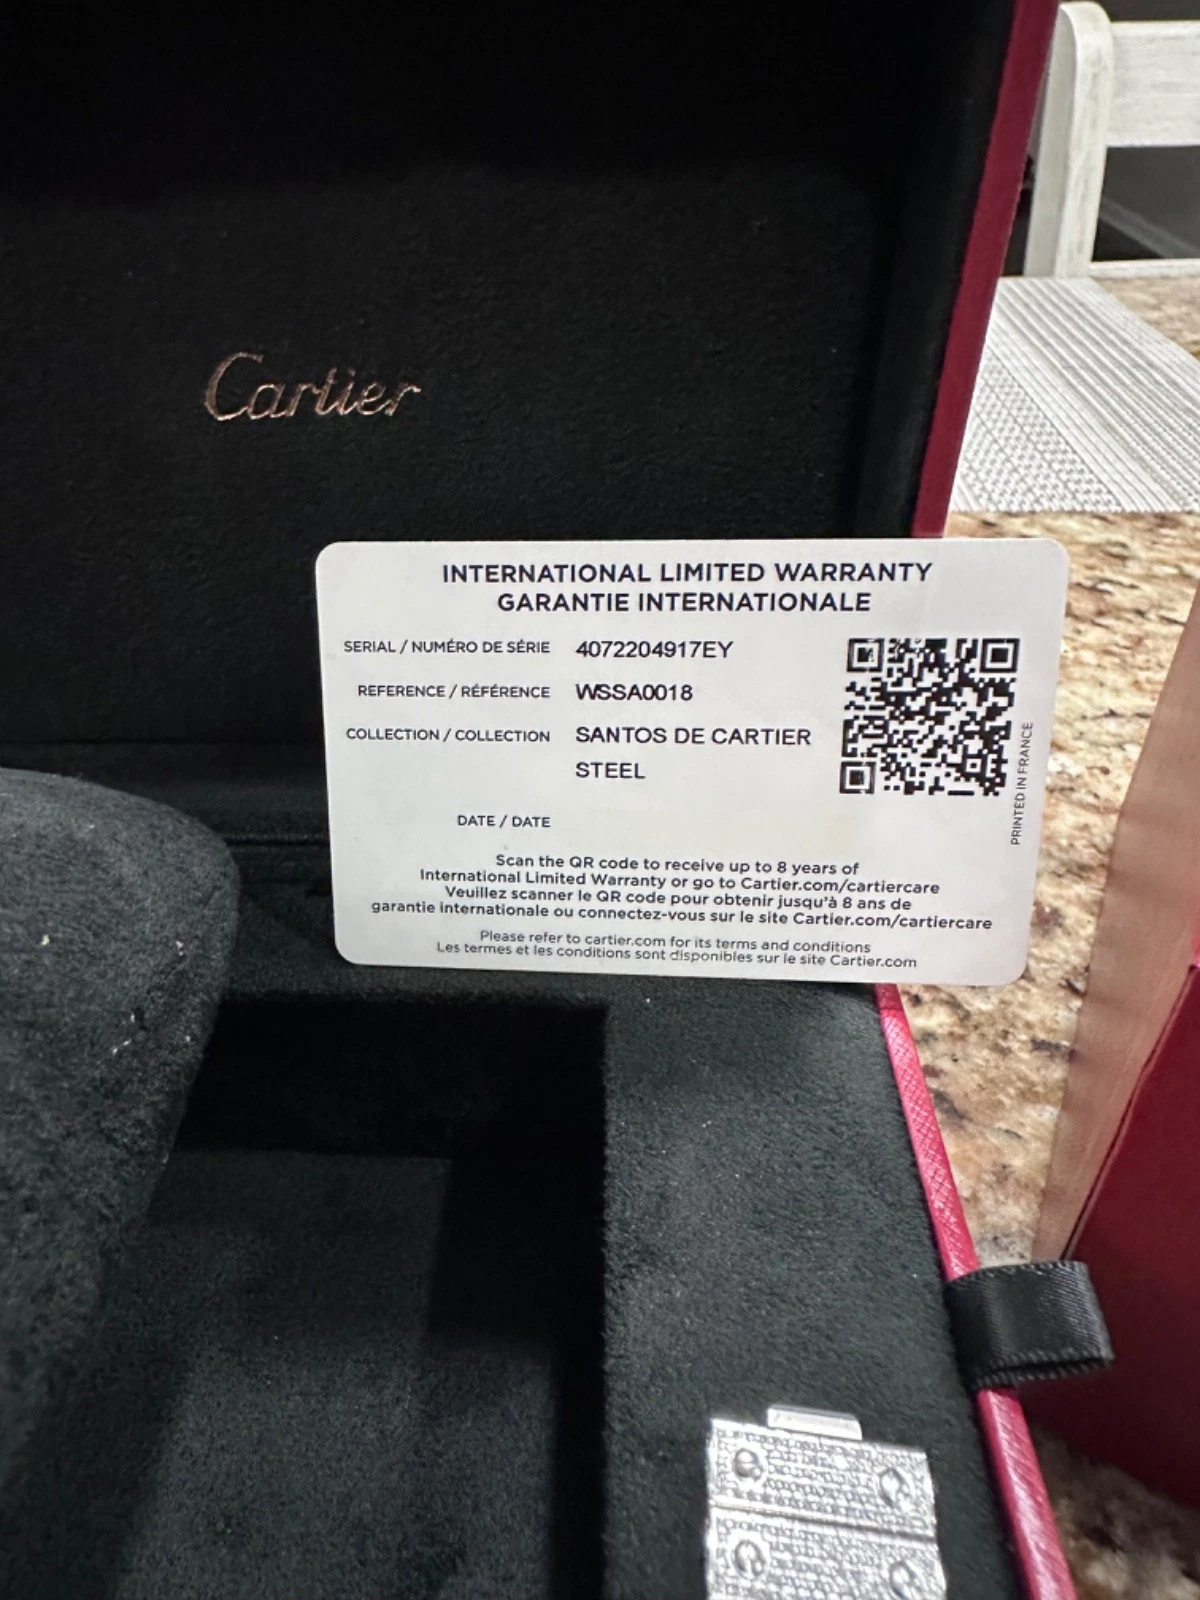 Cartier
INTERNATIONAL LIMITED WARRANTY
GARANTIE INTERNATIONALE
SERIAL / NUMÉRO DE SÉRIE 4072204917EY
REFERENCE / RÉFÉRENCE WSSA0018
COLLECTION / COLLECTION SANTOS DE CARTIER
STEEL
DATE / DATE
PRINTED IN FRANCE
Scan the QR code to receive up to 8 years of
International Limited Warranty or go to Cartier.com/cartiercare
Veuillez scanner le QR code pour obtenir jusqu'à 8 ans de
garantie internationale ou connectez-vous sur le site Cartier.com/cartiercare
Please refer to cartier.com for its terms and conditions
Les termes et les conditions sont disponibles sur le site Cartier.com